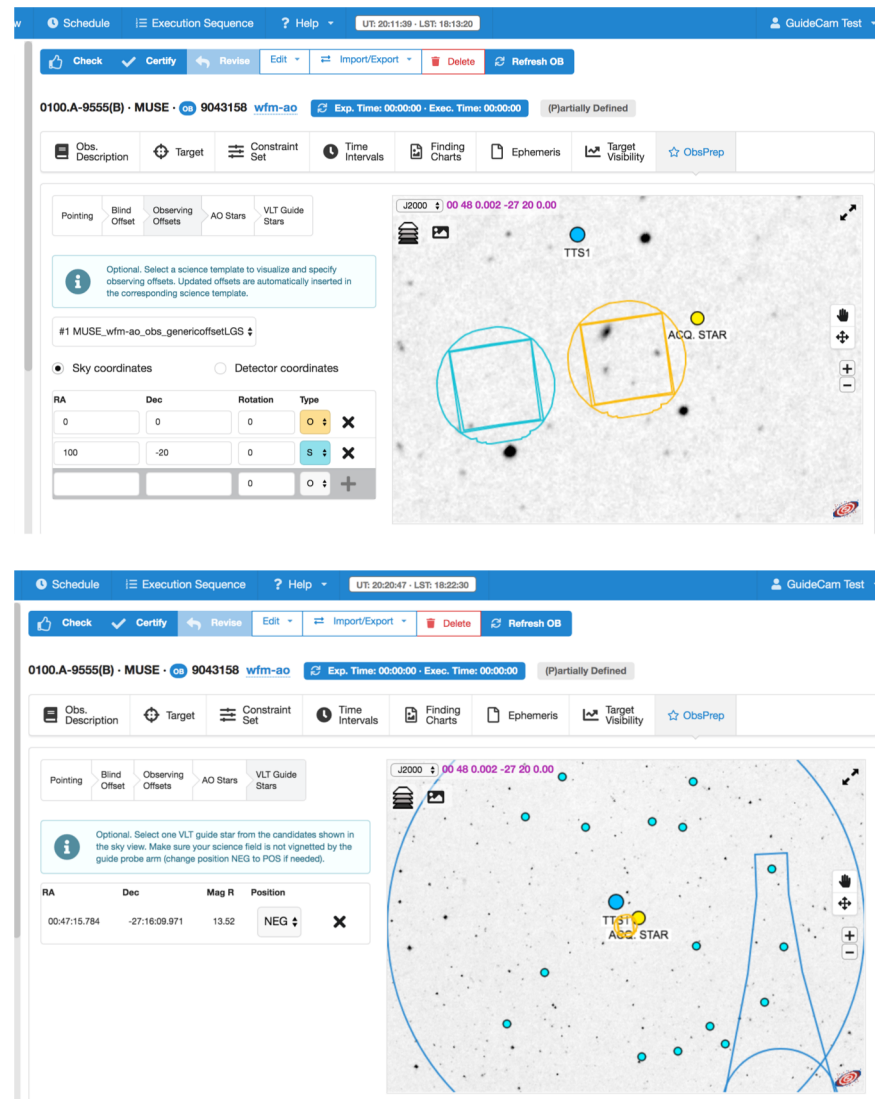 w Schedule Execution Sequence ? Help UT: 20:11:39 · LST: 18:13:20 GuideCam Test
Check Certify Revise Edit Import/Export Delete Refresh OB
0100.A-9555(B) · MUSE · OB 9043158 wfm-ao Exp. Time: 00:00:00 · Exec. Time: 00:00:00 (P)artially Defined
Obs. Description Target Constraint Set Time Intervals Finding Charts Ephemeris Target Visibility ObsPrep
Pointing Blind Offset Observing Offsets AO Stars VLT Guide Stars
J2000 00 48 0.002 -27 20 0.00
TTS1
ACQ. STAR
Optional. Select a science template to visualize and specify
observing offsets. Updated offsets are automatically inserted in
the corresponding science template.
#1 MUSE_wfm-ao_obs_genericoffsetLGS
Sky coordinates Detector coordinates
RA Dec Rotation Type
0 0 0 O
100 -20 0 S
0 O
+
−
Schedule Execution Sequence ? Help UT: 20:20:47 · LST: 18:22:30 GuideCam Test
Check Certify Revise Edit Import/Export Delete Refresh OB
0100.A-9555(B) · MUSE · OB 9043158 wfm-ao Exp. Time: 00:00:00 · Exec. Time: 00:00:00 (P)artially Defined
Obs. Description Target Constraint Set Time Intervals Finding Charts Ephemeris Target Visibility ObsPrep
Pointing Blind Offset Observing Offsets AO Stars VLT Guide Stars
J2000 00 48 0.002 -27 20 0.00
Optional. Select one VLT guide star from the candidates shown in
the sky view. Make sure your science field is not vignetted by the
guide probe arm (change position NEG to POS if needed).
RA Dec Mag R Position
00:47:15.784 -27:16:09.971 13.52 NEG
TTS1
ACQ. STAR
+
−